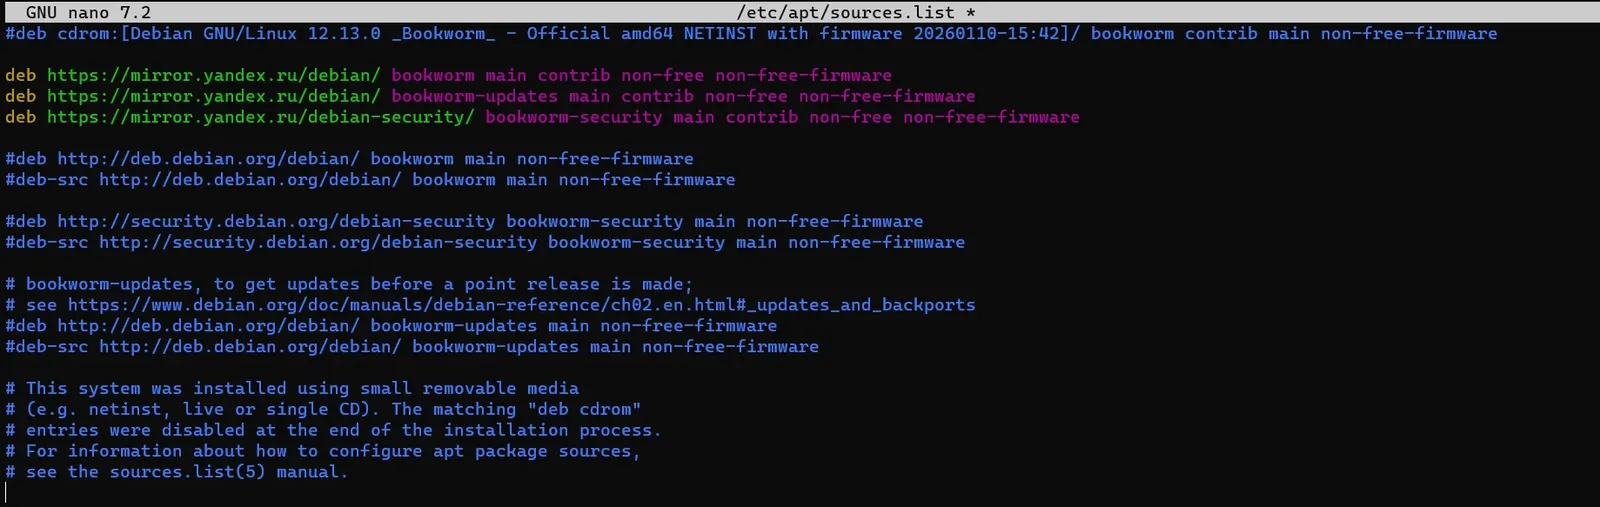 GNU nano 7.2 /etc/apt/sources.list *
#deb cdrom:[Debian GNU/Linux 12.13.0 _Bookworm_ - Official amd64 NETINST with firmware 20260110-15:42]/ bookworm contrib main non-free-firmware
deb https://mirror.yandex.ru/debian/ bookworm main contrib non-free non-free-firmware
deb https://mirror.yandex.ru/debian/ bookworm-updates main contrib non-free non-free-firmware
deb https://mirror.yandex.ru/debian-security/ bookworm-security main contrib non-free non-free-firmware
#deb http://deb.debian.org/debian/ bookworm main non-free-firmware
#deb-src http://deb.debian.org/debian/ bookworm main non-free-firmware
#deb http://security.debian.org/debian-security bookworm-security main non-free-firmware
#deb-src http://security.debian.org/debian-security bookworm-security main non-free-firmware
# bookworm-updates, to get updates before a point release is made;
# see https://www.debian.org/doc/manuals/debian-reference/ch02.en.html#_updates_and_backports
#deb http://deb.debian.org/debian/ bookworm-updates main non-free-firmware
#deb-src http://deb.debian.org/debian/ bookworm-updates main non-free-firmware
# This system was installed using small removable media
# (e.g. netinst, live or single CD). The matching "deb cdrom"
# entries were disabled at the end of the installation process.
# For information about how to configure apt package sources,
# see the sources.list(5) manual.